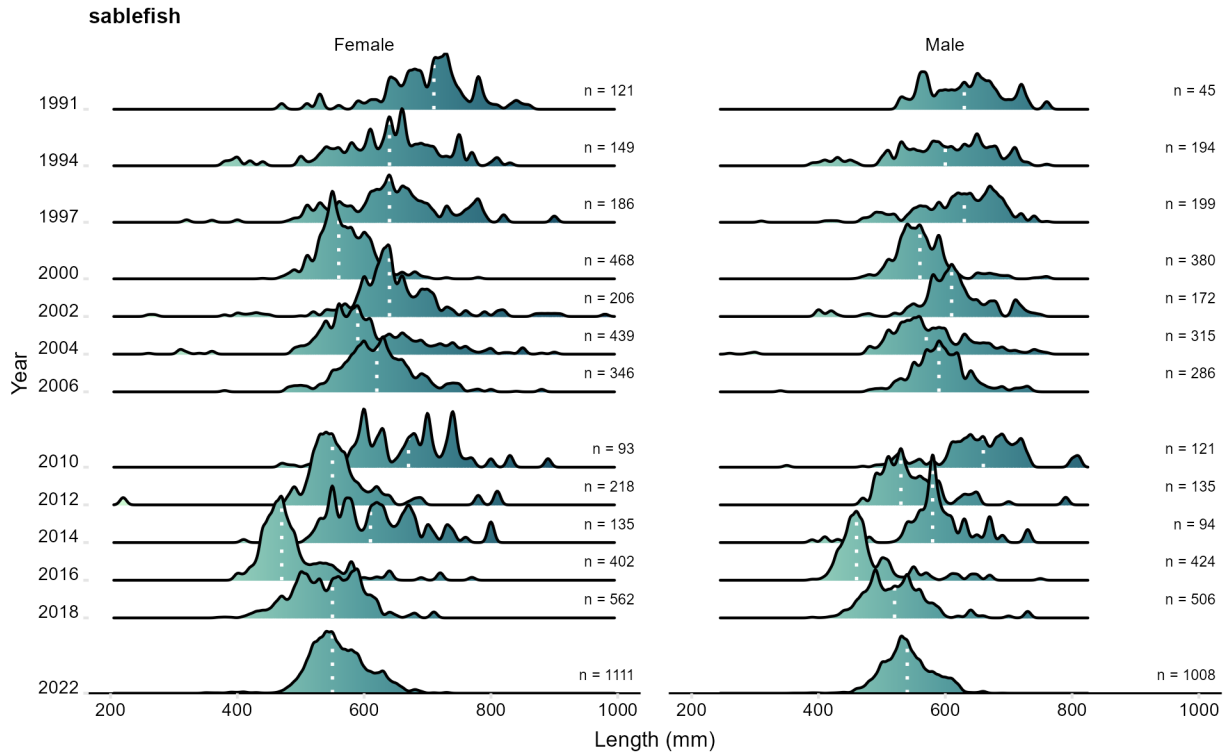 sablefish
Female Male
1991 n = 121 n = 45
1994 n = 149 n = 194
1997 n = 186 n = 199
2000 n = 468 n = 380
2002 n = 206 n = 172
2004 n = 439 n = 315
2006 n = 346 n = 286
2010 n = 93 n = 121
2012 n = 218 n = 135
2014 n = 135 n = 94
2016 n = 402 n = 424
2018 n = 562 n = 506
2022 n = 1111 n = 1008
Year
200 400 600 800 1000 200 400 600 800 1000
Length (mm)